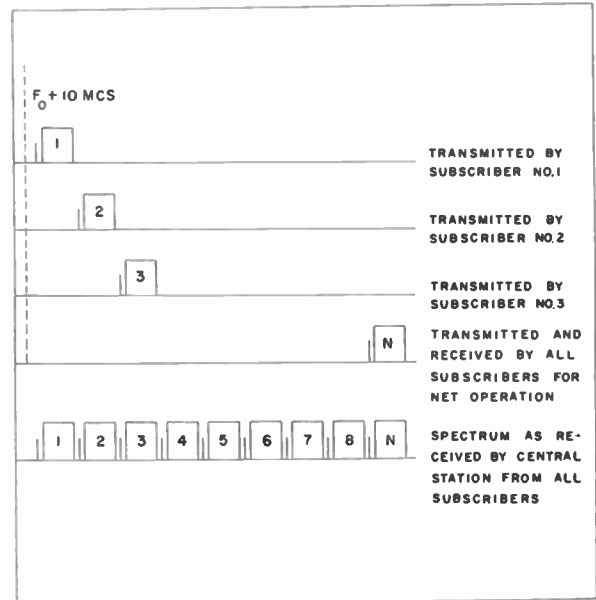 F₀ + 10 MCS
1
TRANSMITTED BY
SUBSCRIBER NO.1
2
TRANSMITTED BY
SUBSCRIBER NO.2
3
TRANSMITTED BY
SUBSCRIBER NO.3
N
TRANSMITTED AND
RECEIVED BY ALL
SUBSCRIBERS FOR
NET OPERATION
1 2 3 4 5 6 7 8 N
SPECTRUM AS RE-
CEIVED BY CENTRAL
STATION FROM ALL
SUBSCRIBERS